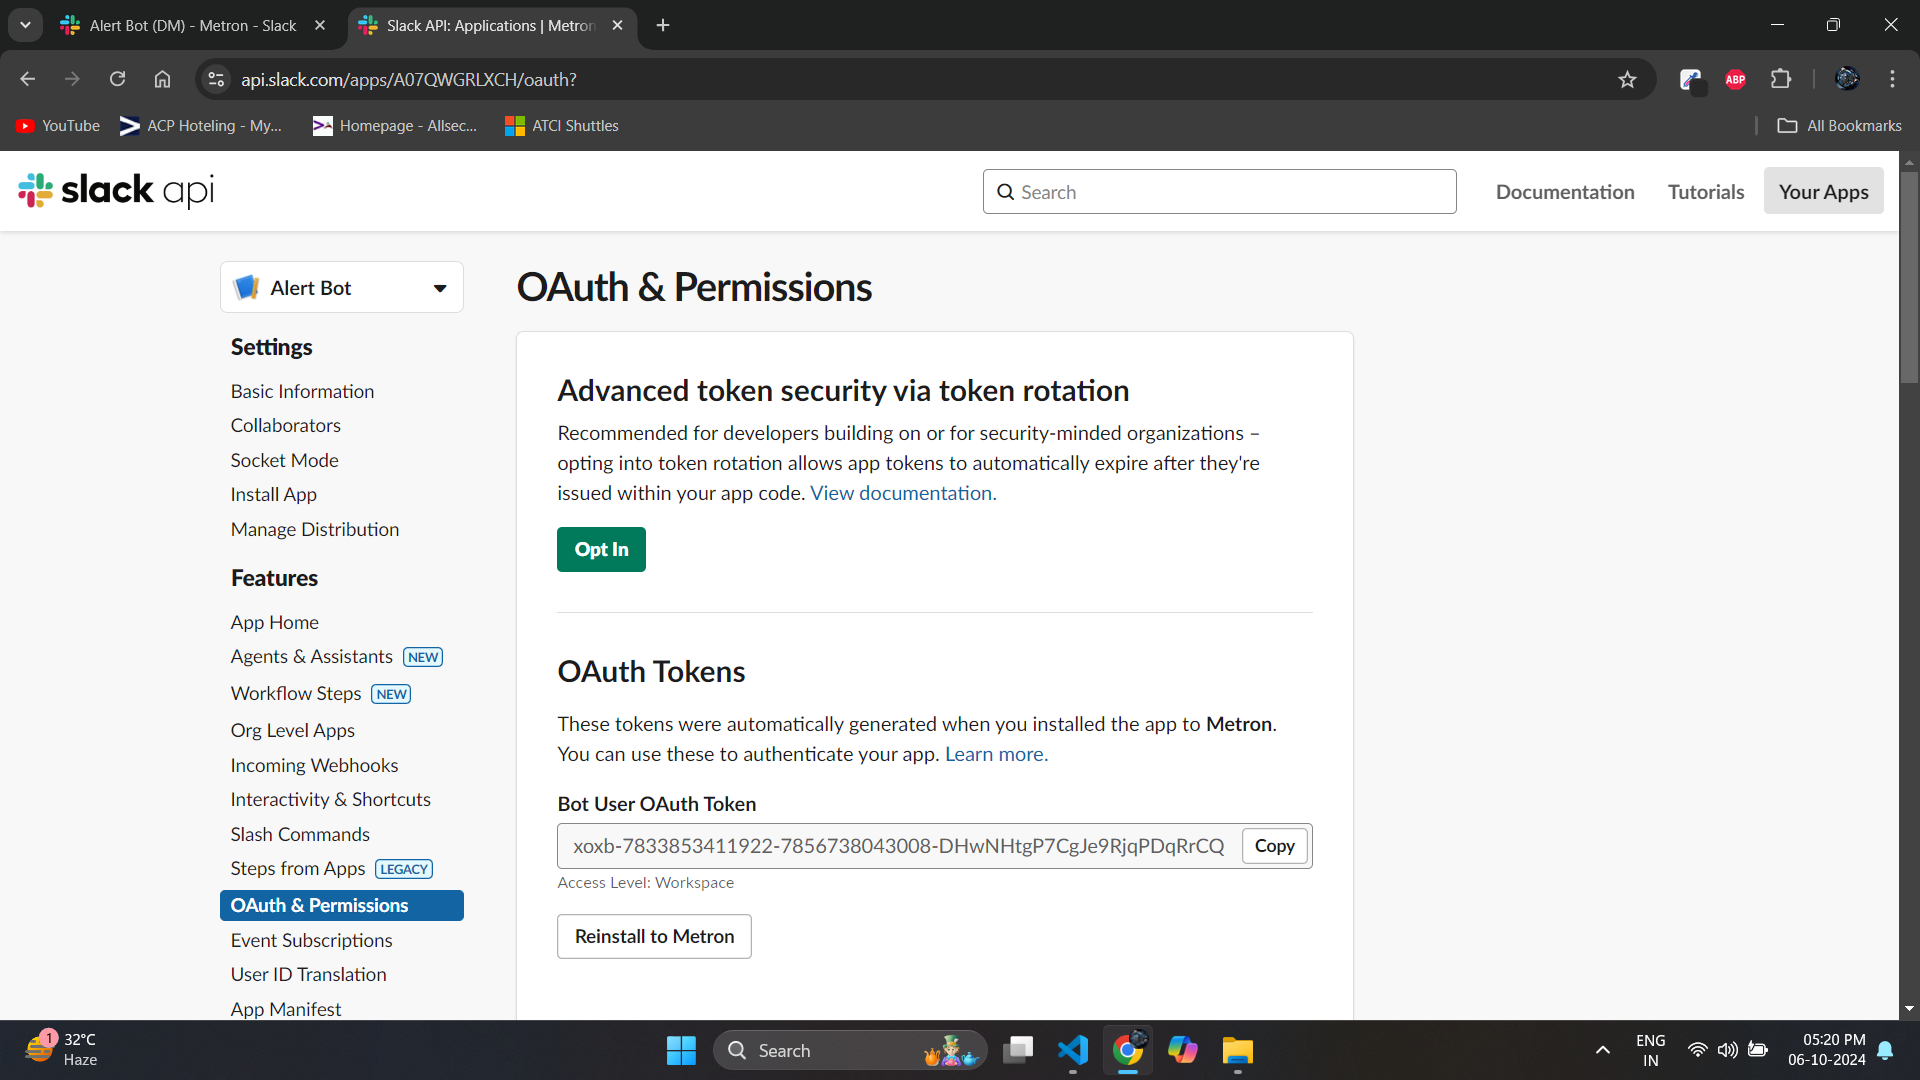 Alert Bot (DM) - Metron - Slack
Slack API: Applications | Metron
api.slack.com/apps/A07QWGRLXCH/oauth?
ABP
YouTube
ACP Hoteling - My...
Homepage - Allsec...
ATCI Shuttles
All Bookmarks
slack api
Search
Documentation
Tutorials
Your Apps
Alert Bot
Settings
Basic Information
Collaborators
Socket Mode
Install App
Manage Distribution
Features
App Home
Agents & Assistants NEW
Workflow Steps NEW
Org Level Apps
Incoming Webhooks
Interactivity & Shortcuts
Slash Commands
Steps from Apps LEGACY
OAuth & Permissions
Event Subscriptions
User ID Translation
App Manifest
OAuth & Permissions
Advanced token security via token rotation
Recommended for developers building on or for security-minded organizations –
opting into token rotation allows app tokens to automatically expire after they're
issued within your app code. View documentation.
Opt In
OAuth Tokens
These tokens were automatically generated when you installed the app to Metron.
You can use these to authenticate your app. Learn more.
Bot User OAuth Token
xoxb-7833853411922-7856738043008-DHwNHtgP7CgJe9RjqPDqRrCQ
Copy
Access Level: Workspace
Reinstall to Metron
1
32°C
Haze
Search
ENG
IN
05:20 PM
06-10-2024